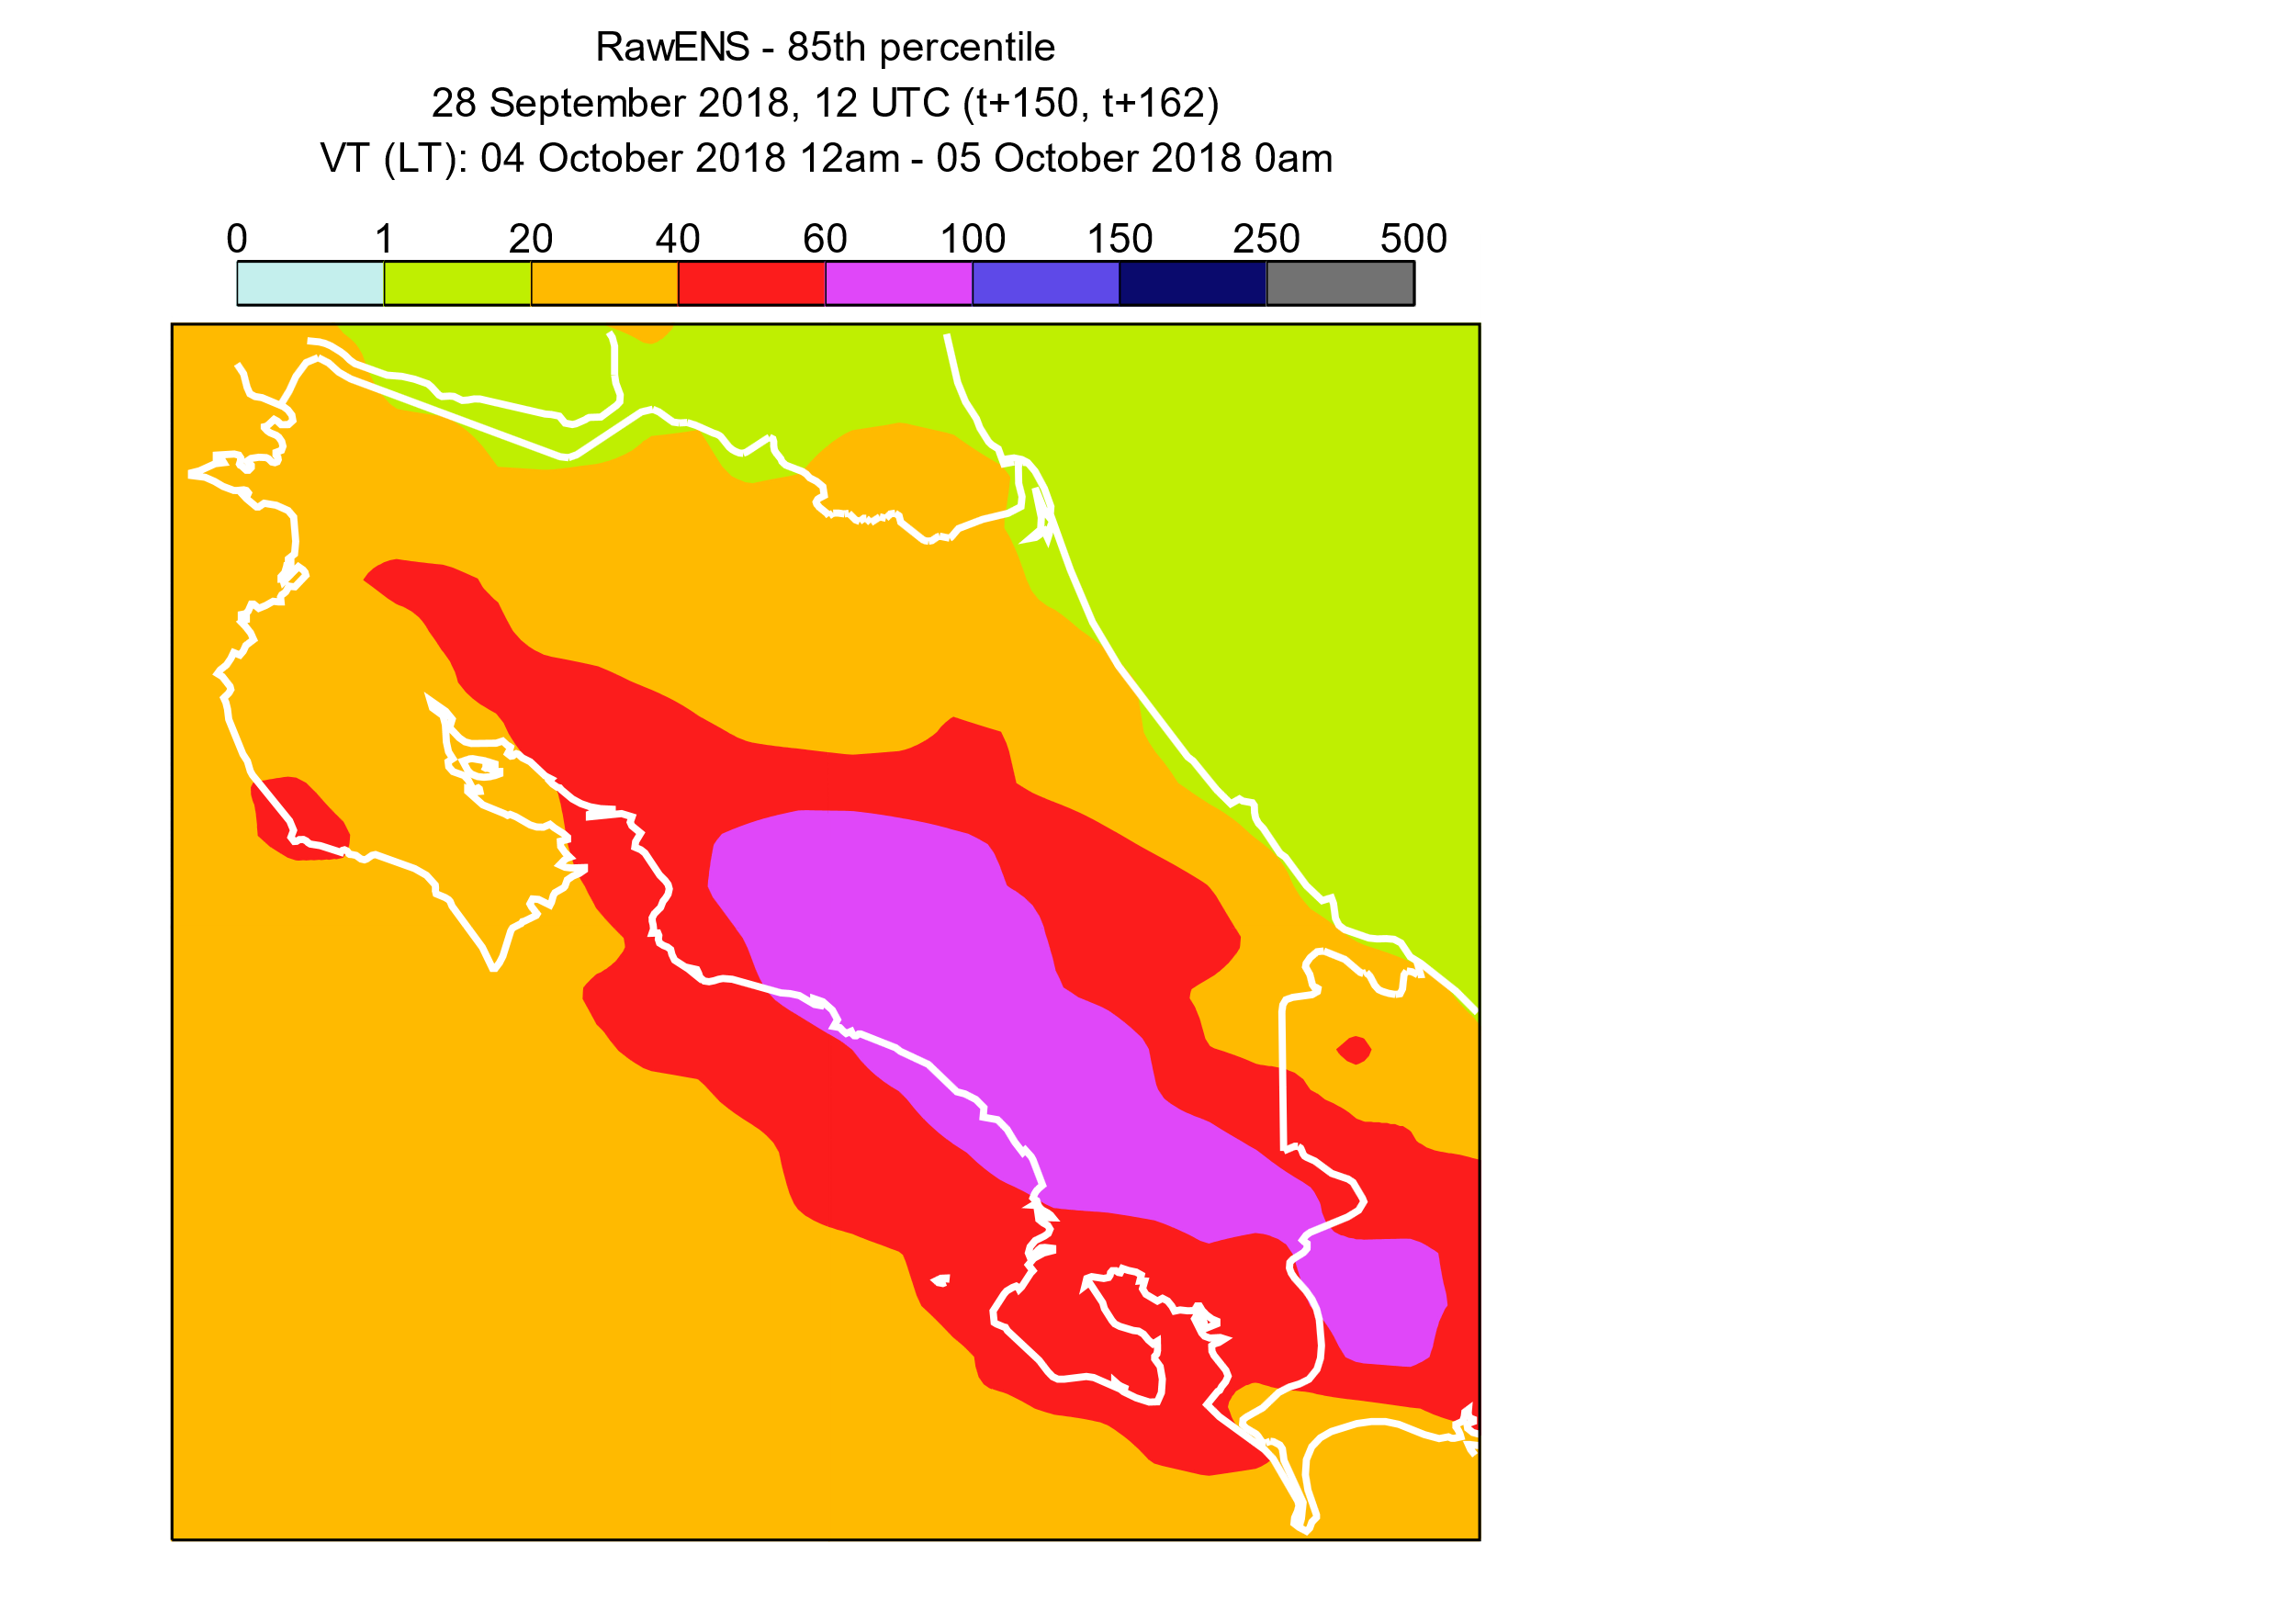 RawENS - 85th percentile
28 September 2018, 12 UTC (t+150, t+162)
VT (LT): 04 October 2018 12am - 05 October 2018 0am
0 1 20 40 60 100 150 250 500